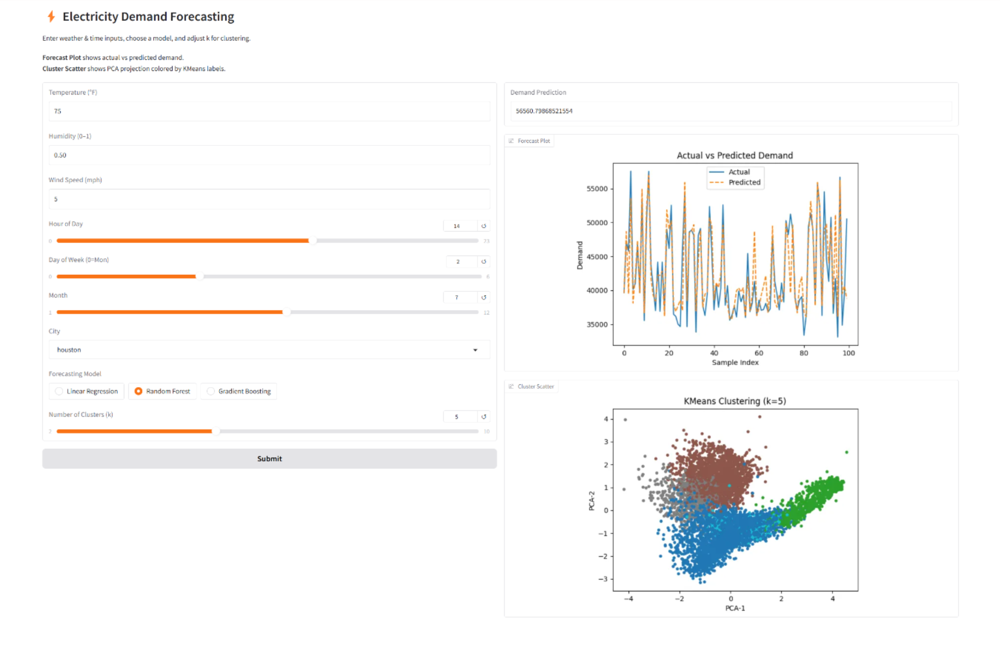 Electricity Demand Forecasting
Enter weather & time inputs, choose a model, and adjust k for clustering.
Forecast Plot shows actual vs predicted demand.
Cluster Scatter shows PCA projection colored by KMeans labels.
Temperature (°F)
75
Humidity (0–1)
0.50
Wind Speed (mph)
5
Hour of Day
14
0
23
Day of Week (0=Mon)
2
0
6
Month
7
1
12
City
houston
Forecasting Model
Linear Regression
Random Forest
Gradient Boosting
Number of Clusters (k)
5
2
10
Submit
Demand Prediction
56560.79868521554
Forecast Plot
Actual vs Predicted Demand
Actual
Predicted
55000
50000
45000
40000
35000
Demand
0 20 40 60 80 100
Sample Index
Cluster Scatter
KMeans Clustering (k=5)
4
3
2
1
0
−1
−2
−3
PCA-2
−4 −2 0 2 4
PCA-1